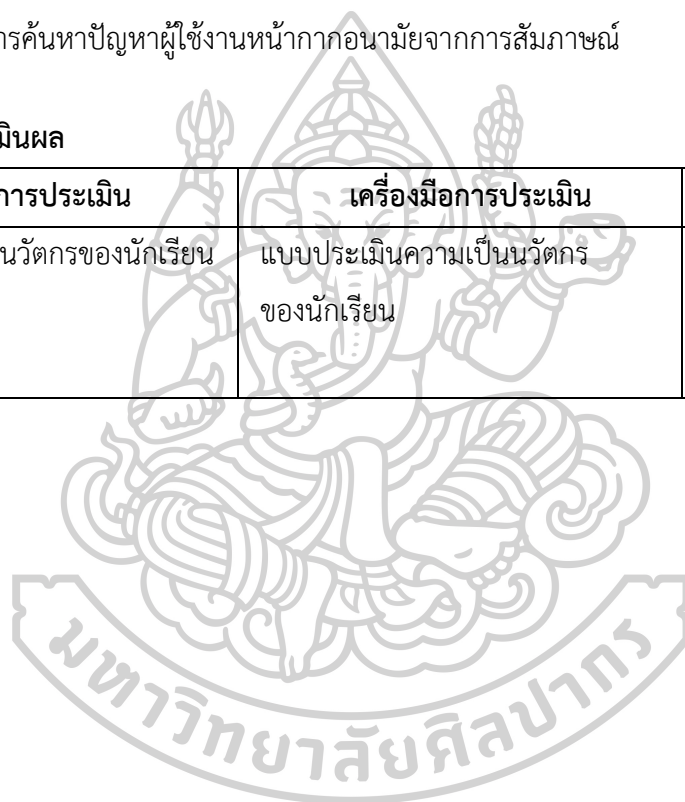 ารค้นหาปัญหาผู้ใช้งานหน้ากากอนามัยจากการสัมภาษณ์
มินผล
การประเมิน เครื่องมือการประเมิน
นวัตกรของนักเรียน แบบประเมินความเป็นนวัตกร
ของนักเรียน
มหาวิทยาลัยศิลปากร